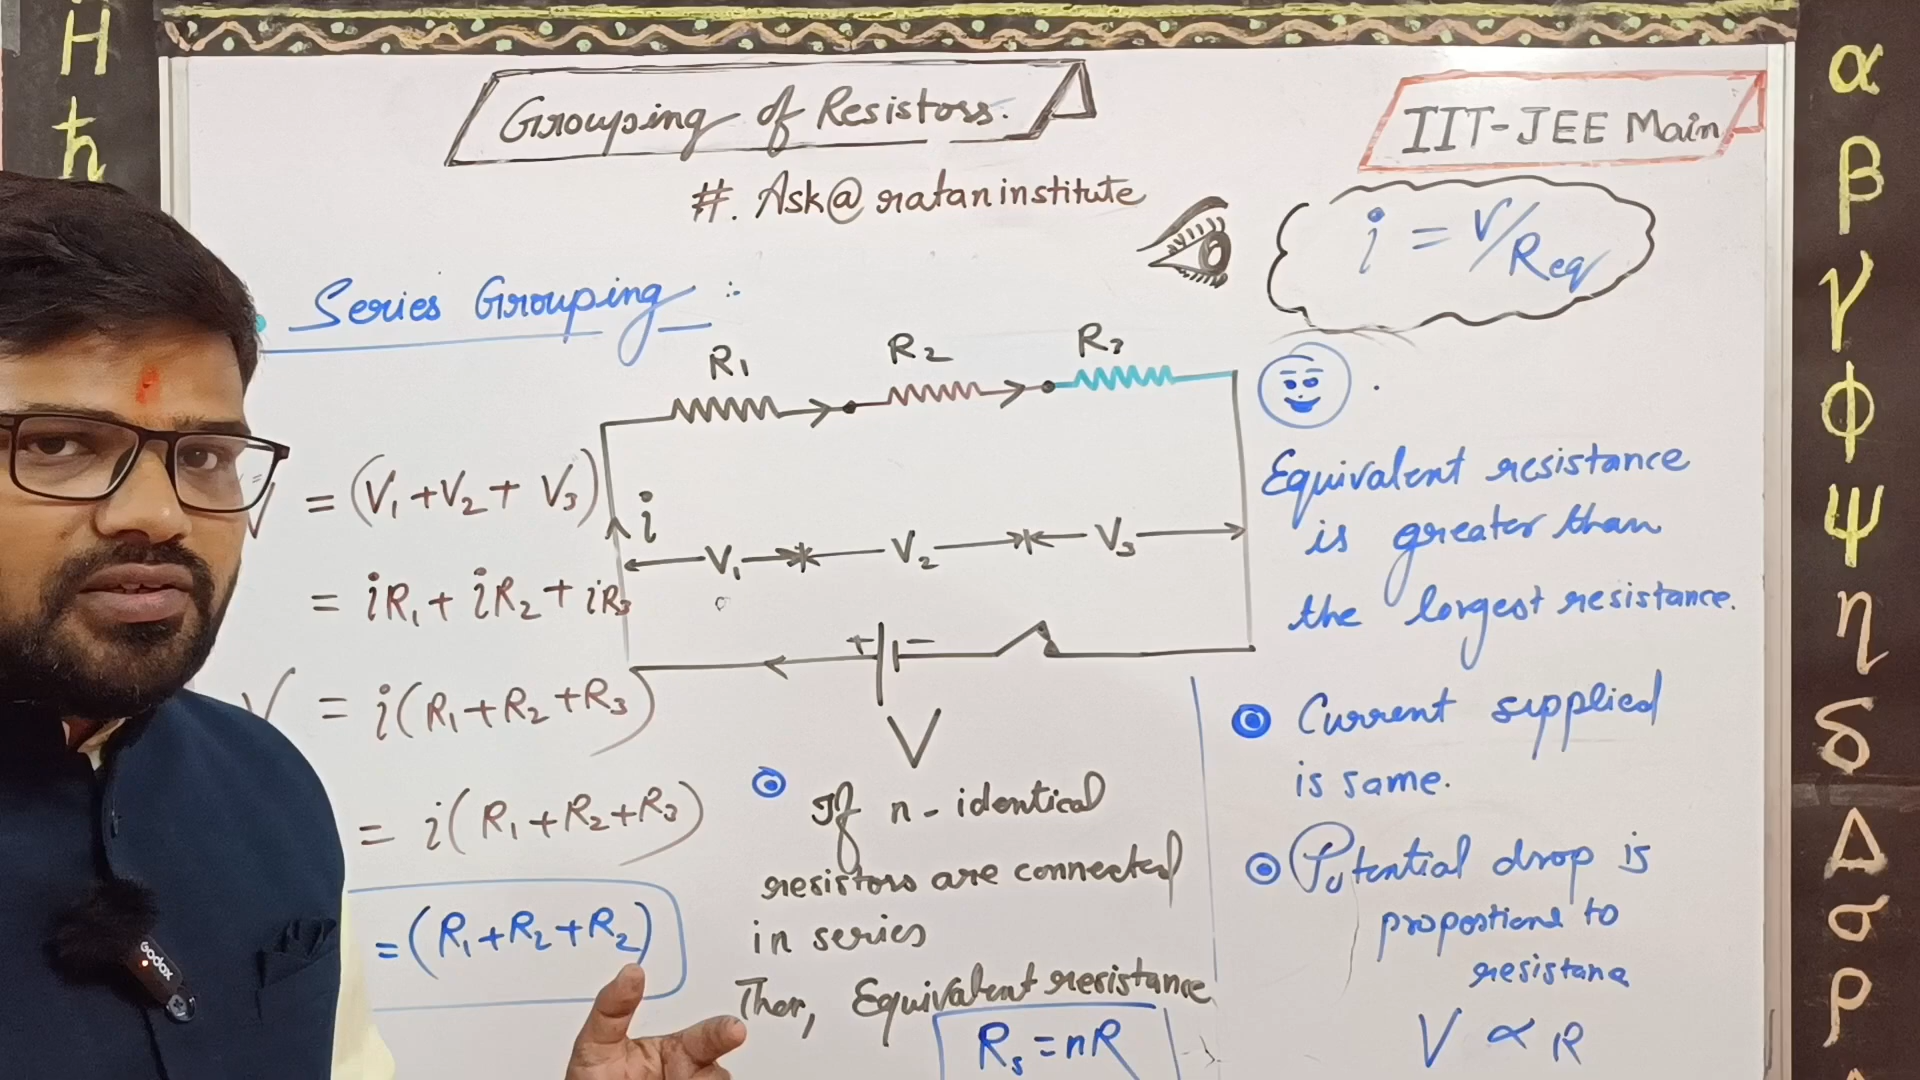 H
ħ
Grouping of Resistors.
IIT-JEE Main
#. Ask@rataninstitute
i = V/Req
Series Grouping :-
R1
R2
R3
V = (V1 + V2 + V3)
i
V1
V2
V3
= iR1 + iR2 + iR3
+
-
V
V = i(R1 + R2 + R3)
= i(R1 + R2 + R3)
= (R1 + R2 + R2)
If n-identical
resistors are connected
in series
Then, Equivalent resistance
Rs = nR
Equivalent resistance
is greater than
the largest resistance.
Current supplied
is same.
Potential drop is
proportional to
resistance
V ∝ R
Godox
α
β
γ
Φ
Ψ
η
δ
Δ
σ
ρ